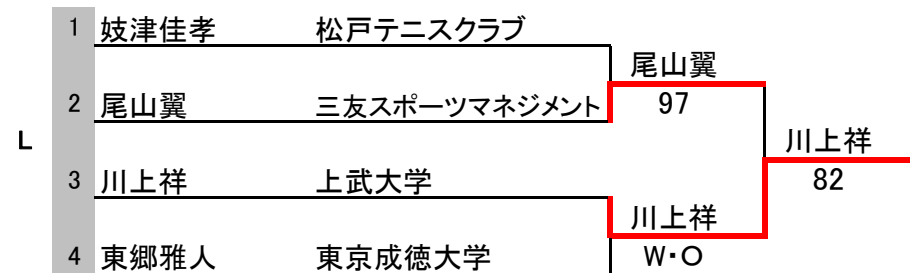 1 妓津佳孝 松戸テニスクラブ
尾山翼
2 尾山翼 三友スポーツマネジメント 97
L 川上祥
3 川上祥 上武大学 82
川上祥
4 東郷雅人 東京成徳大学 W・O